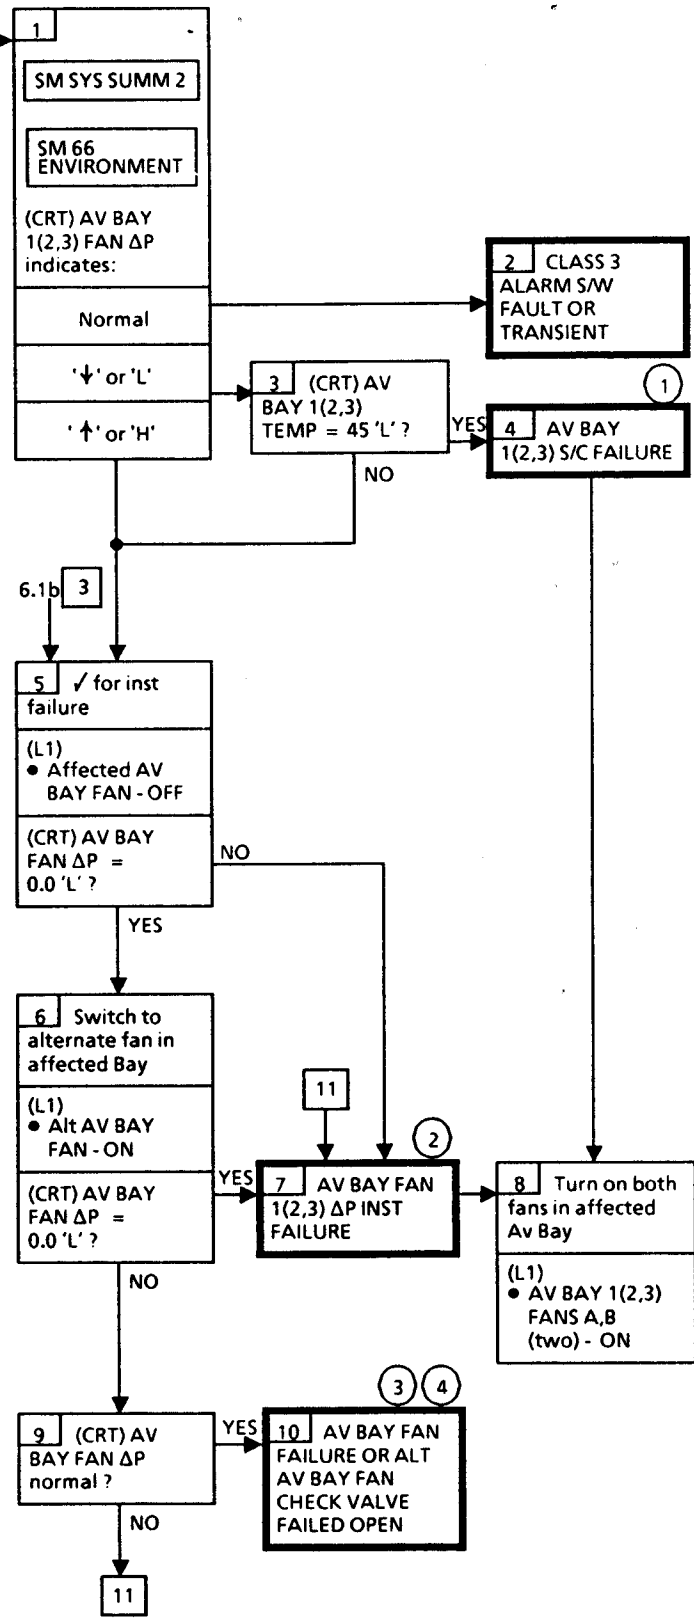 1
SM SYS SUMM 2
SM 66
ENVIRONMENT
(CRT) AV BAY
1(2,3) FAN ΔP
indicates:
Normal
'↓' or 'L'
'↑' or 'H'
2 CLASS 3
ALARM S/W
FAULT OR
TRANSIENT
3 (CRT) AV
BAY 1(2,3)
TEMP = 45 'L' ?
YES
NO
1
4 AV BAY
1(2,3) S/C FAILURE
6.1b 3
5 ✓ for inst
failure
(L1)
● Affected AV
BAY FAN - OFF
(CRT) AV BAY
FAN ΔP =
0.0 'L' ?
NO
YES
6 Switch to
alternate fan in
affected Bay
(L1)
● Alt AV BAY
FAN - ON
(CRT) AV BAY
FAN ΔP =
0.0 'L' ?
YES
NO
11
2
7 AV BAY FAN
1(2,3) ΔP INST
FAILURE
8 Turn on both
fans in affected
Av Bay
(L1)
● AV BAY 1(2,3)
FANS A,B
(two) - ON
9 (CRT) AV
BAY FAN ΔP
normal ?
YES
NO
3 4
10 AV BAY FAN
FAILURE OR ALT
AV BAY FAN
CHECK VALVE
FAILED OPEN
11